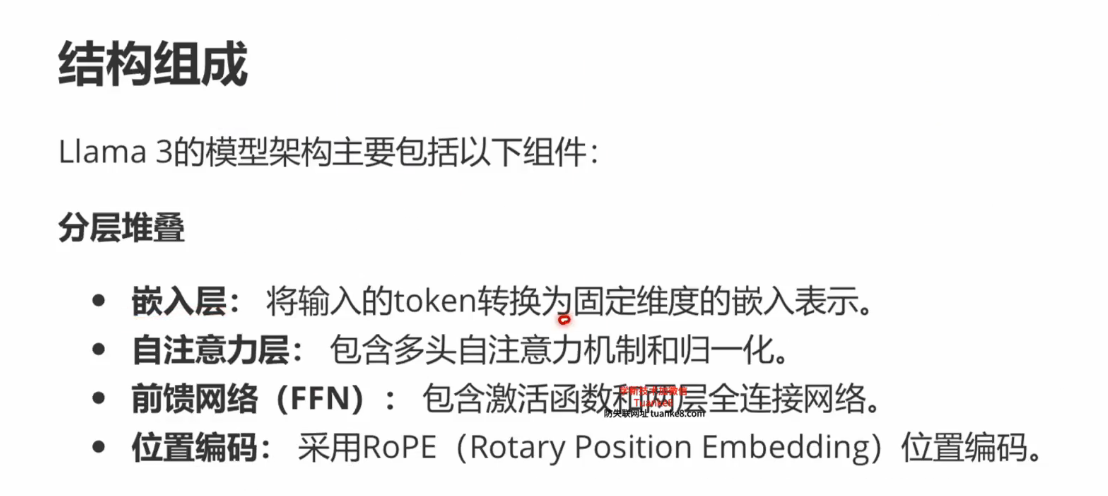 结构组成
Llama 3的模型架构主要包括以下组件：
分层堆叠
嵌入层： 将输入的token转换为固定维度的嵌入表示。
自注意力层： 包含多头自注意力机制和归一化。
前馈网络（FFN）： 包含激活函数和两层全连接网络。
位置编码： 采用RoPE（Rotary Position Embedding）位置编码。
Tuanke8
防失联网址 tuanke8.com